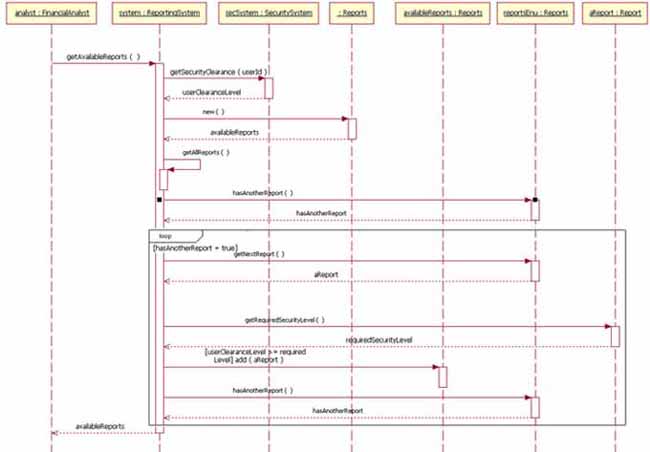 analyst : FinancialAnalyst
system : ReportingSystem
secSystem : SecuritySystem
: Reports
availableReports : Reports
reportsEnu : Reports
aReport : Report
getAvailableReports ( )
getSecurityClearance ( userId )
userClearanceLevel
new ( )
availableReports
getAllReports ( )
hasAnotherReport ( )
hasAnotherReport
loop
[hasAnotherReport = true]
getNextReport ( )
aReport
getRequiredSecurityLevel ( )
requiredSecurityLevel
[userClearanceLevel >= required
Level] add ( aReport )
hasAnotherReport ( )
hasAnotherReport
availableReports